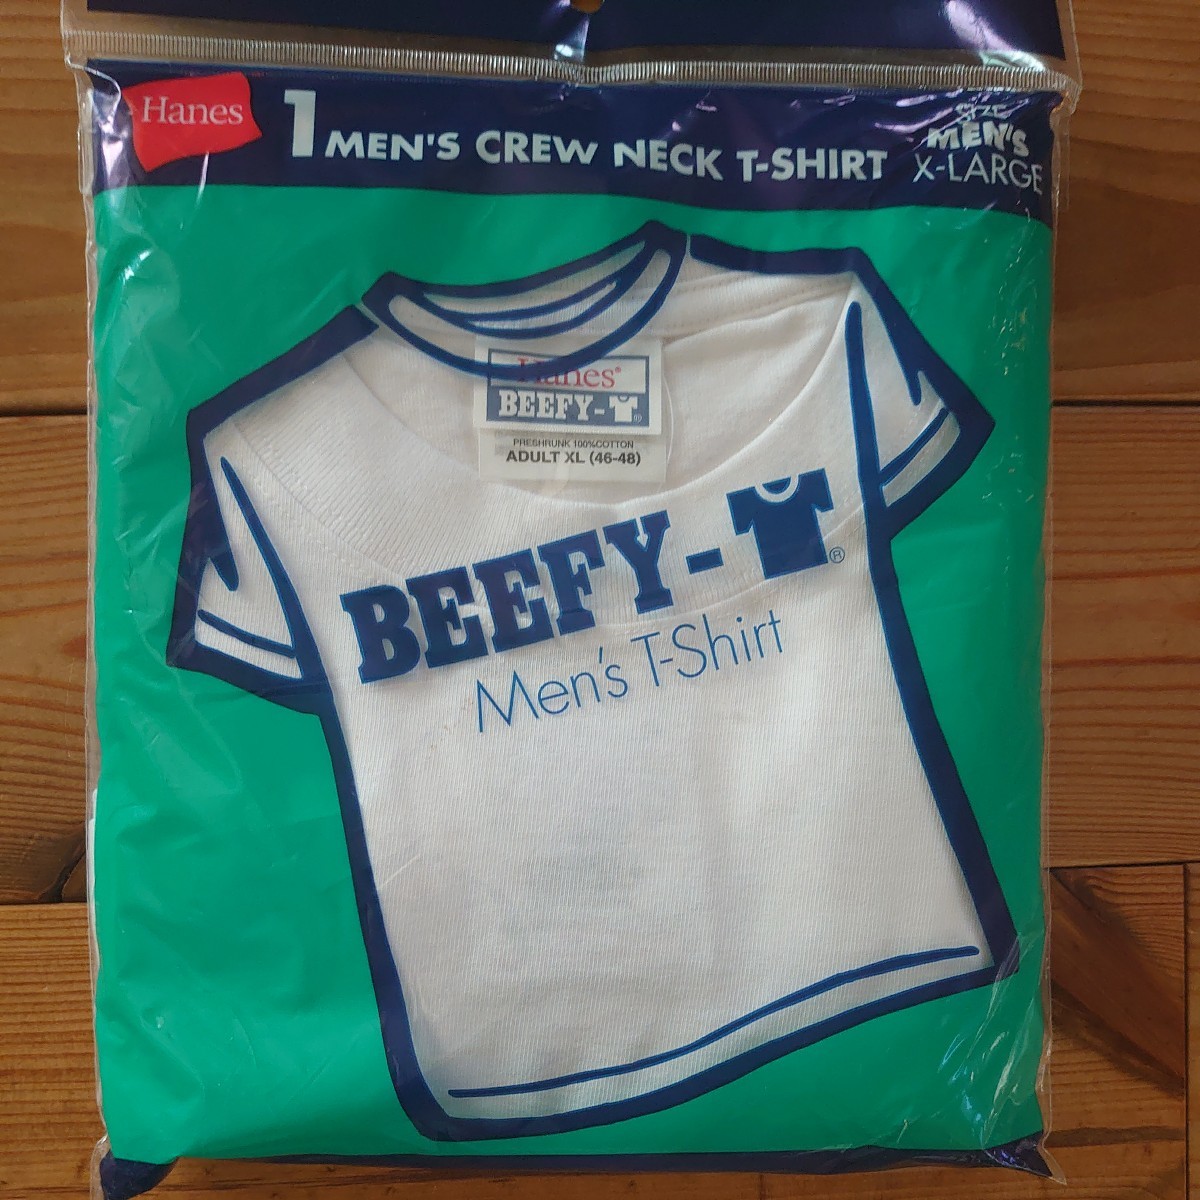 Hanes
1 MEN'S CREW NECK T-SHIRT
SIZE
MEN'S
X-LARGE
Hanes®
BEEFY-T®
PRESHRUNK 100%COTTON
ADULT XL (46-48)
BEEFY-T®
Men's T-Shirt